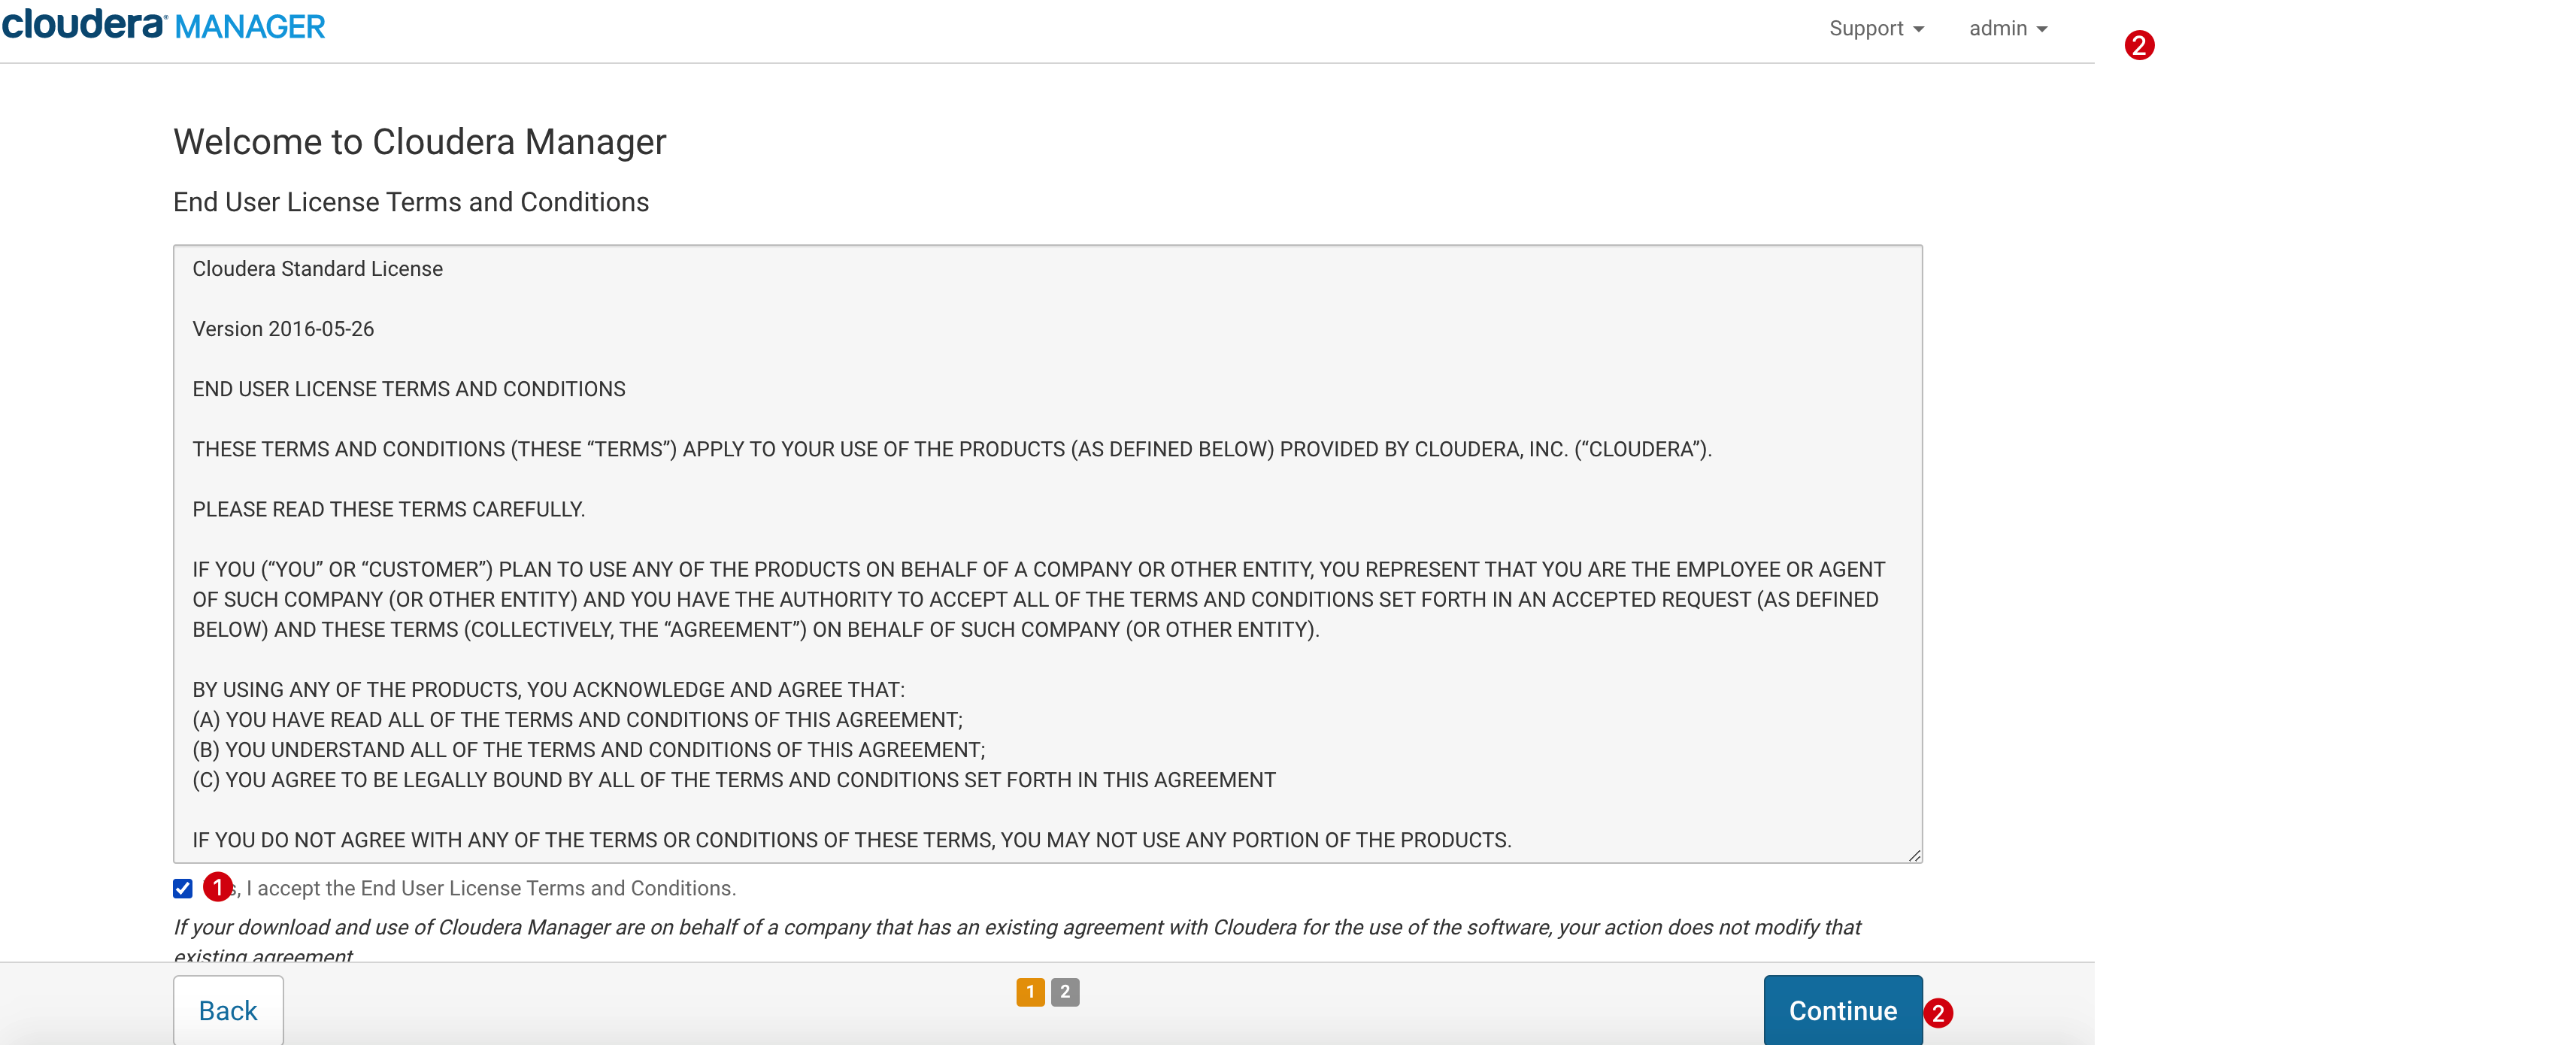 cloudera MANAGER
Support admin
2
Welcome to Cloudera Manager
End User License Terms and Conditions
Cloudera Standard License
Version 2016-05-26
END USER LICENSE TERMS AND CONDITIONS
THESE TERMS AND CONDITIONS (THESE “TERMS”) APPLY TO YOUR USE OF THE PRODUCTS (AS DEFINED BELOW) PROVIDED BY CLOUDERA, INC. (“CLOUDERA”).
PLEASE READ THESE TERMS CAREFULLY.
IF YOU (“YOU” OR “CUSTOMER”) PLAN TO USE ANY OF THE PRODUCTS ON BEHALF OF A COMPANY OR OTHER ENTITY, YOU REPRESENT THAT YOU ARE THE EMPLOYEE OR AGENT
OF SUCH COMPANY (OR OTHER ENTITY) AND YOU HAVE THE AUTHORITY TO ACCEPT ALL OF THE TERMS AND CONDITIONS SET FORTH IN AN ACCEPTED REQUEST (AS DEFINED
BELOW) AND THESE TERMS (COLLECTIVELY, THE “AGREEMENT”) ON BEHALF OF SUCH COMPANY (OR OTHER ENTITY).
BY USING ANY OF THE PRODUCTS, YOU ACKNOWLEDGE AND AGREE THAT:
(A) YOU HAVE READ ALL OF THE TERMS AND CONDITIONS OF THIS AGREEMENT;
(B) YOU UNDERSTAND ALL OF THE TERMS AND CONDITIONS OF THIS AGREEMENT;
(C) YOU AGREE TO BE LEGALLY BOUND BY ALL OF THE TERMS AND CONDITIONS SET FORTH IN THIS AGREEMENT
IF YOU DO NOT AGREE WITH ANY OF THE TERMS OR CONDITIONS OF THESE TERMS, YOU MAY NOT USE ANY PORTION OF THE PRODUCTS.
1 , I accept the End User License Terms and Conditions.
If your download and use of Cloudera Manager are on behalf of a company that has an existing agreement with Cloudera for the use of the software, your action does not modify that
existing agreement
Back 1 2 Continue 2